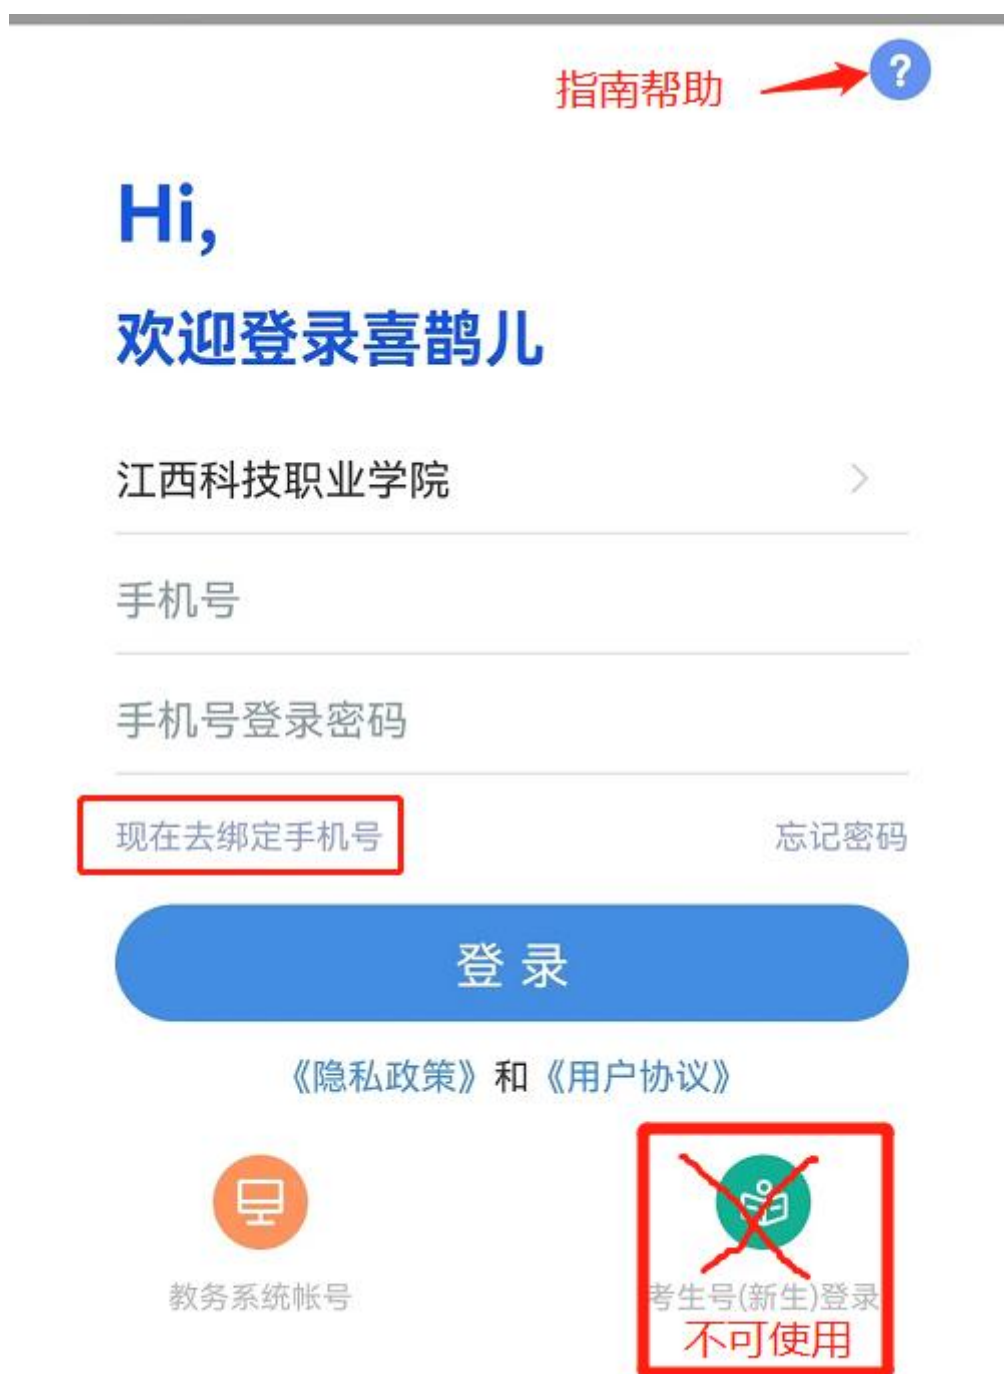 指南帮助
?
Hi,
欢迎登录喜鹊儿
江西科技职业学院
手机号
手机号登录密码
现在去绑定手机号 忘记密码
登录
《隐私政策》和《用户协议》
教务系统帐号 考生号(新生)登录
不可使用